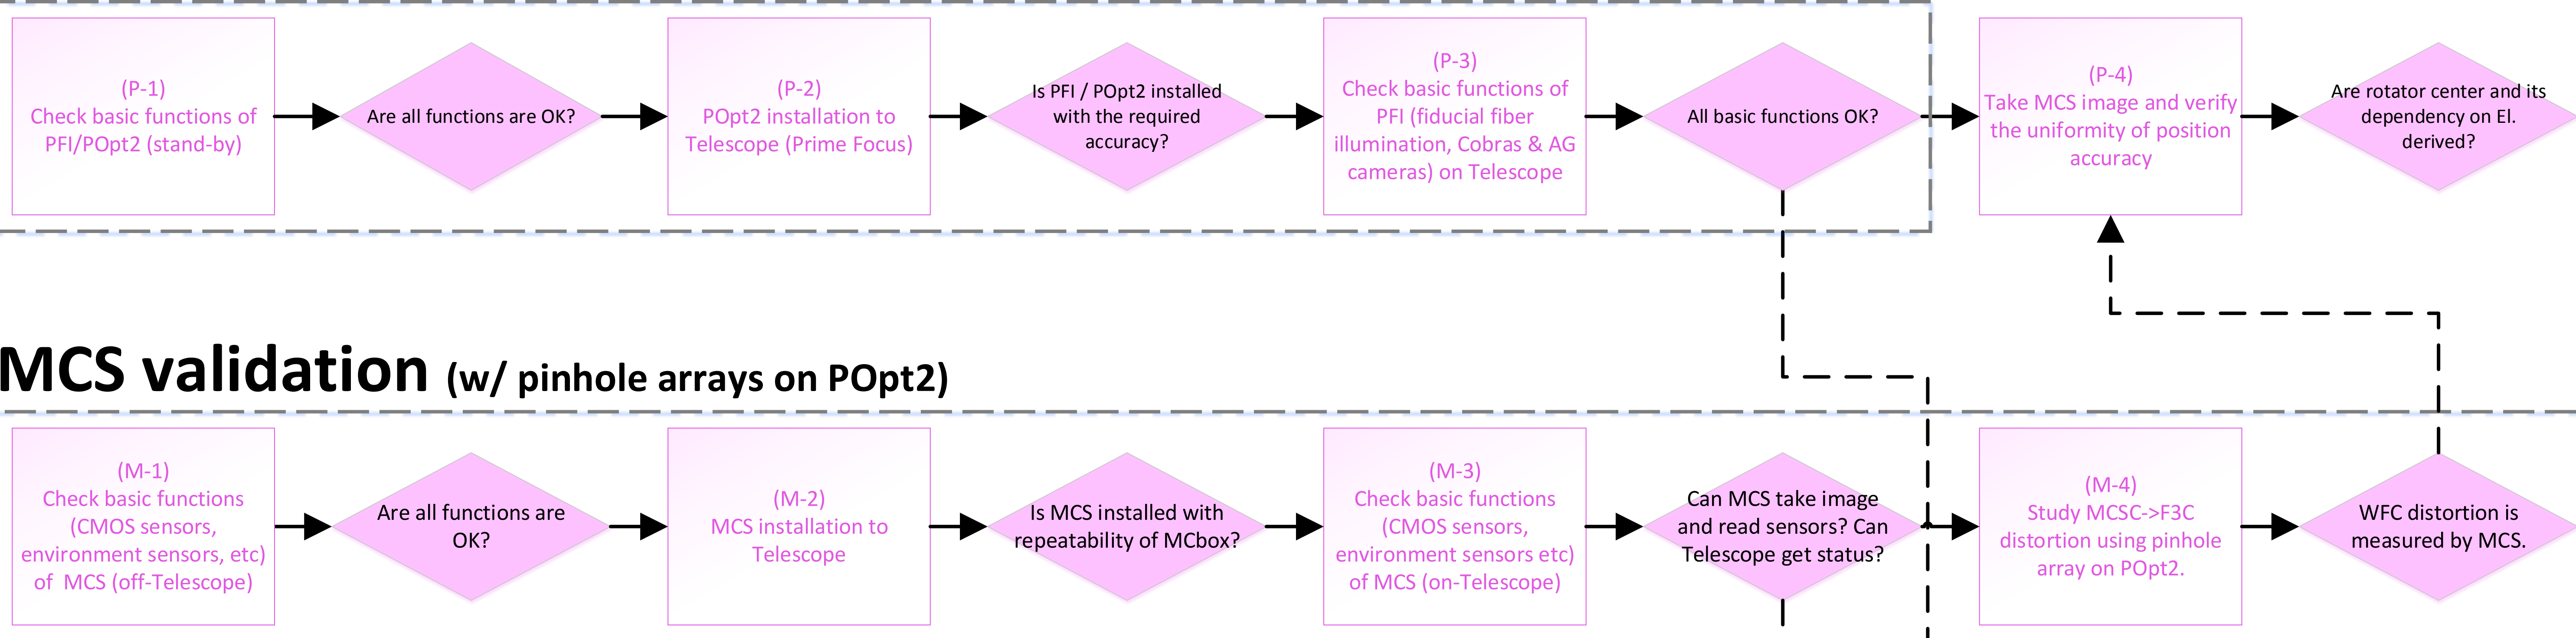 (P-1)
Check basic functions of
PFI/POpt2 (stand-by)
Are all functions are OK?
(P-2)
POpt2 installation to
Telescope (Prime Focus)
Is PFI / POpt2 installed
with the required
accuracy?
(P-3)
Check basic functions of
PFI (fiducial fiber
illumination, Cobras & AG
cameras) on Telescope
All basic functions OK?
(P-4)
Take MCS image and verify
the uniformity of position
accuracy
Are rotator center and its
dependency on El.
derived?
MCS validation (w/ pinhole arrays on POpt2)
(M-1)
Check basic functions
(CMOS sensors,
environment sensors, etc)
of MCS (off-Telescope)
Are all functions are
OK?
(M-2)
MCS installation to
Telescope
Is MCS installed with
repeatability of MCbox?
(M-3)
Check basic functions
(CMOS sensors,
environment sensors etc)
of MCS (on-Telescope)
Can MCS take image
and read sensors? Can
Telescope get status?
(M-4)
Study MCSC->F3C
distortion using pinhole
array on POpt2.
WFC distortion is
measured by MCS.